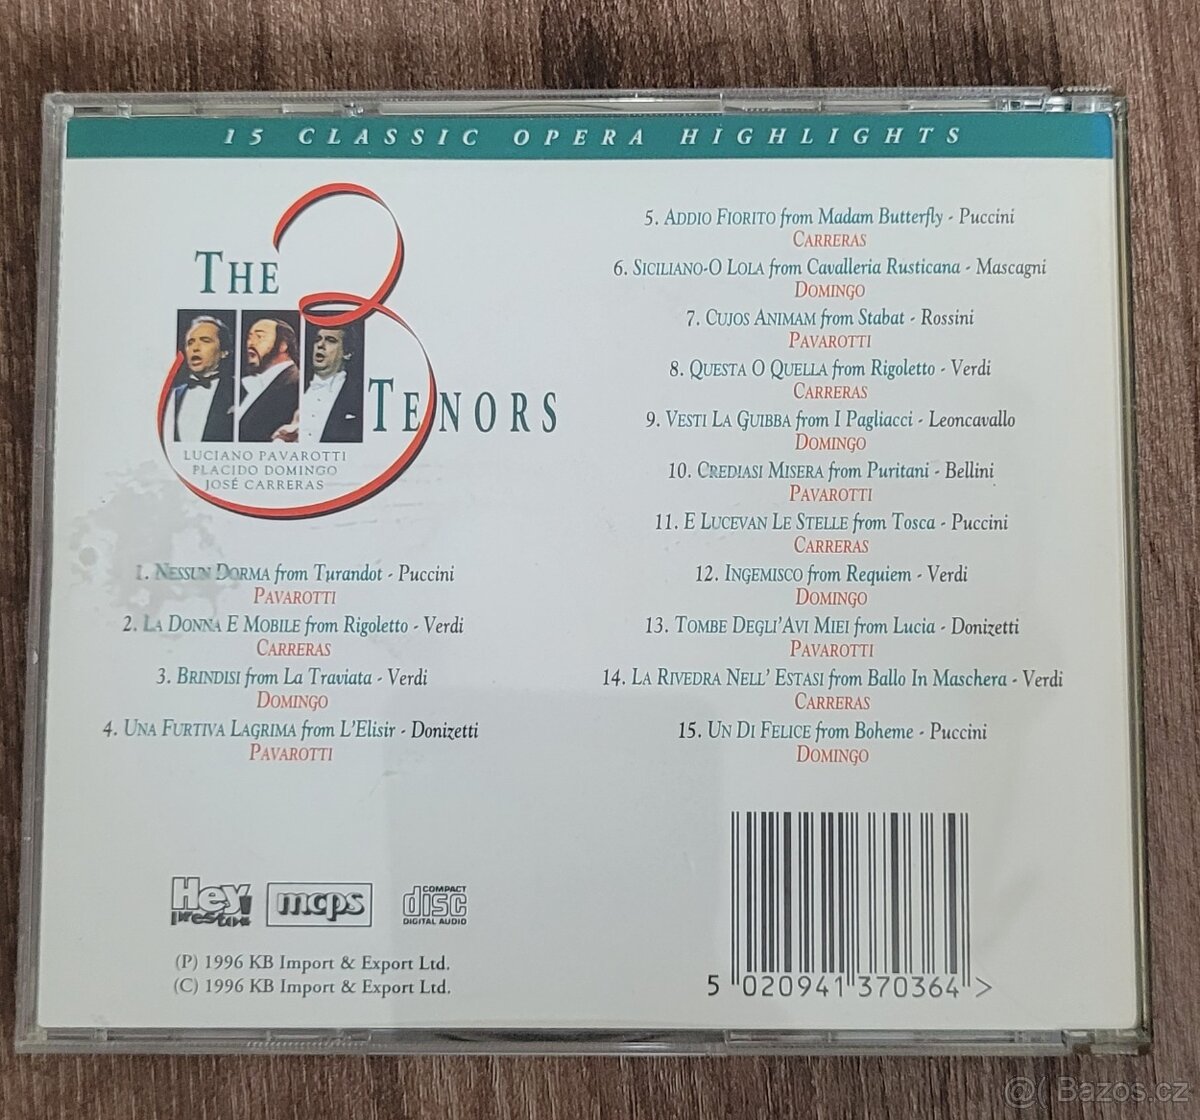 15 CLASSIC OPERA HIGHLIGHTS
THE 3
TENORS
LUCIANO PAVAROTTI
PLACIDO DOMINGO
JOSÉ CARRERAS
1. NESSUN DORMA from Turandot - Puccini
PAVAROTTI
2. LA DONNA E MOBILE from Rigoletto - Verdi
CARRERAS
3. BRINDISI from La Traviata - Verdi
DOMINGO
4. UNA FURTIVA LAGRIMA from L'Elisir - Donizetti
PAVAROTTI
5. ADDIO FIORITO from Madam Butterfly - Puccini
CARRERAS
6. SICILIANO-O LOLA from Cavalleria Rusticana - Mascagni
DOMINGO
7. CUJOS ANIMAM from Stabat - Rossini
PAVAROTTI
8. QUESTA O QUELLA from Rigoletto - Verdi
CARRERAS
9. VESTI LA GUIBBA from I Pagliacci - Leoncavallo
DOMINGO
10. CREDIASI MISERA from Puritani - Bellini
PAVAROTTI
11. E LUCEVAN LE STELLE from Tosca - Puccini
CARRERAS
12. INGEMISCO from Requiem - Verdi
DOMINGO
13. TOMBE DEGLI'AVI MIEI from Lucia - Donizetti
PAVAROTTI
14. LA RIVEDRA NELL' ESTASI from Ballo In Maschera - Verdi
CARRERAS
15. UN DI FELICE from Boheme - Puccini
DOMINGO
Hey!
presto
mcps
COMPACT
disc
DIGITAL AUDIO
(P) 1996 KB Import & Export Ltd.
(C) 1996 KB Import & Export Ltd.
5 020941 370364 >
@( Bazos.cz